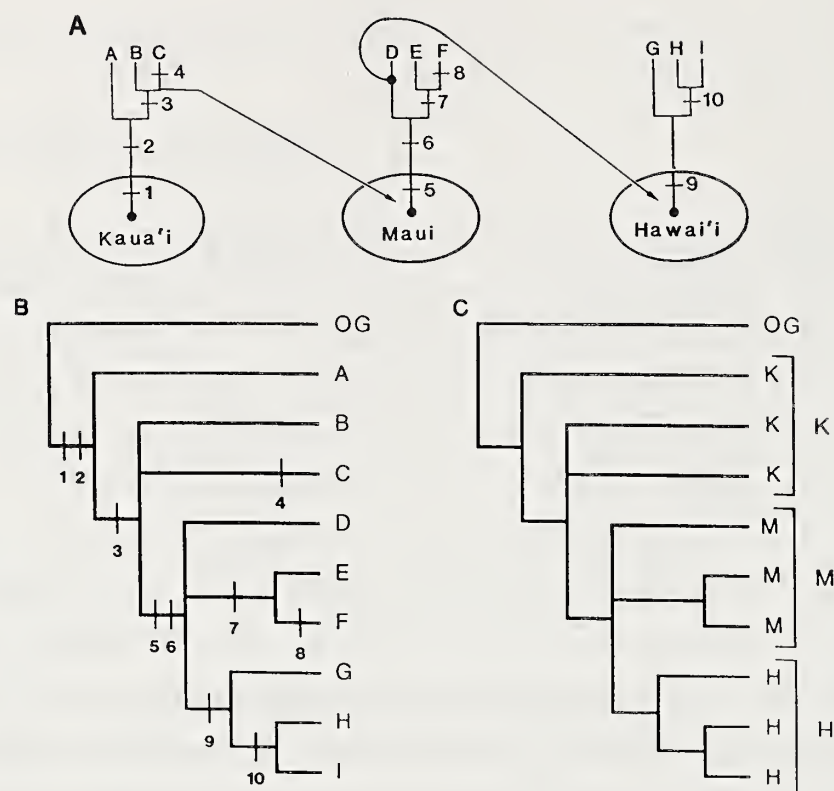 A
A B C
4
3
2
1
Kaua'i
D E F
8
7
6
5
Maui
G H I
10
9
Hawai'i
B
OG
A
B
C
D
E
F
G
H
I
1 2
3
4
5 6
7
8
9
10
C
OG
K
K
K
K
M
M
M
M
H
H
H
H